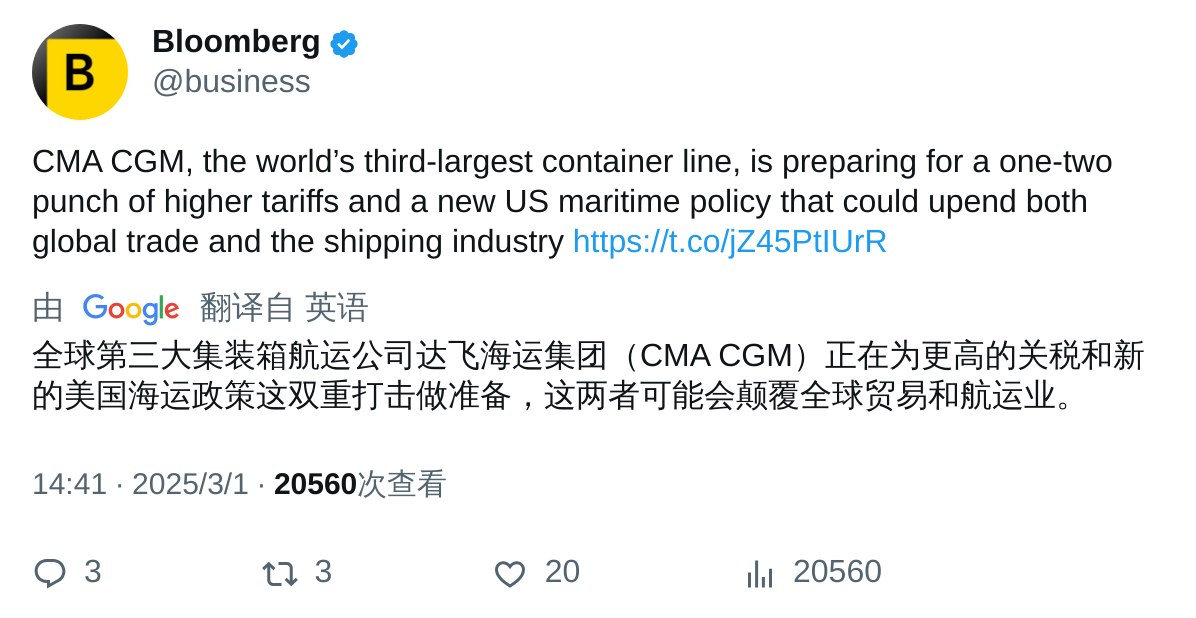 B
Bloomberg
@business
CMA CGM, the world’s third-largest container line, is preparing for a one-two
punch of higher tariffs and a new US maritime policy that could upend both
global trade and the shipping industry https://t.co/jZ45PtIUrR
由 Google 翻译自 英语
全球第三大集装箱航运公司达飞海运集团（CMA CGM）正在为更高的关税和新
的美国海运政策这双重打击做准备，这两者可能会颠覆全球贸易和航运业。
14:41 · 2025/3/1 · 20560次查看
3 3 20 20560